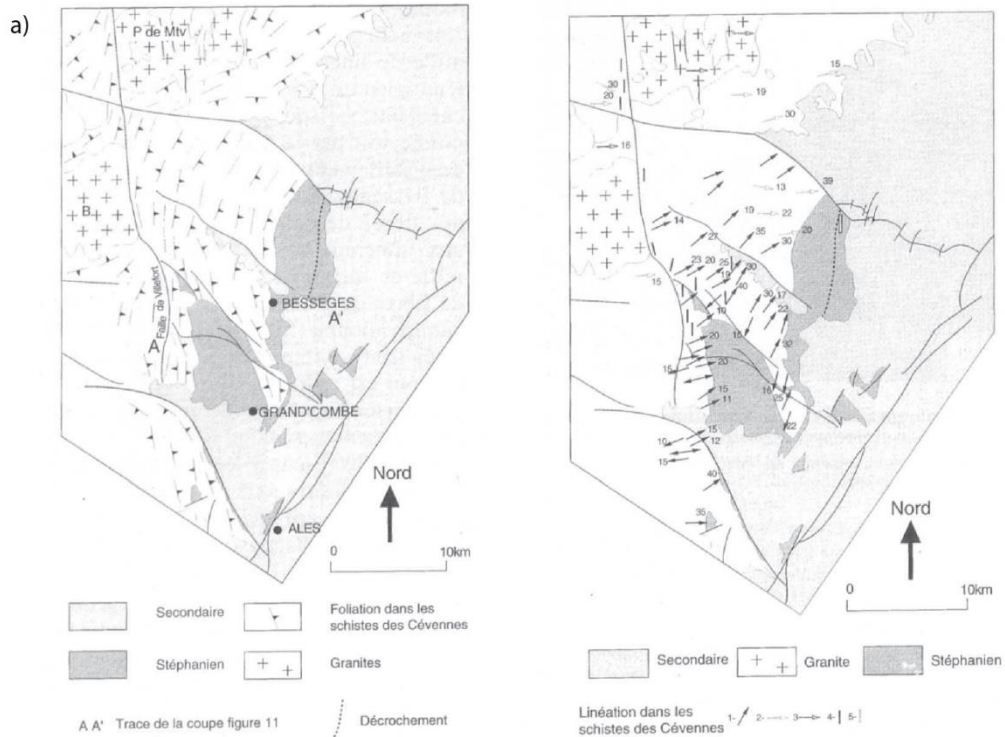 a)
P de Mtv
B
Faille de Villefort
A
BESSEGES
A'
GRAND'COMBE
ALES
Nord
0 10km
Secondaire
Foliation dans les
schistes des Cévennes
Stéphanien
Granites
A A' Trace de la coupe figure 11
Décrochement
15
30
20
19
30
16
39
13
14
19
22
27
35
20
30
15
23
20
25
30
19
40
30
17
10
22
15
20
32
15
20
16
25
15
11
22
15
10
12
15
40
35
Nord
0 10km
Secondaire
Granite
Stéphanien
Linéation dans les
schistes des Cévennes
1- 2- 3- 4- 5-